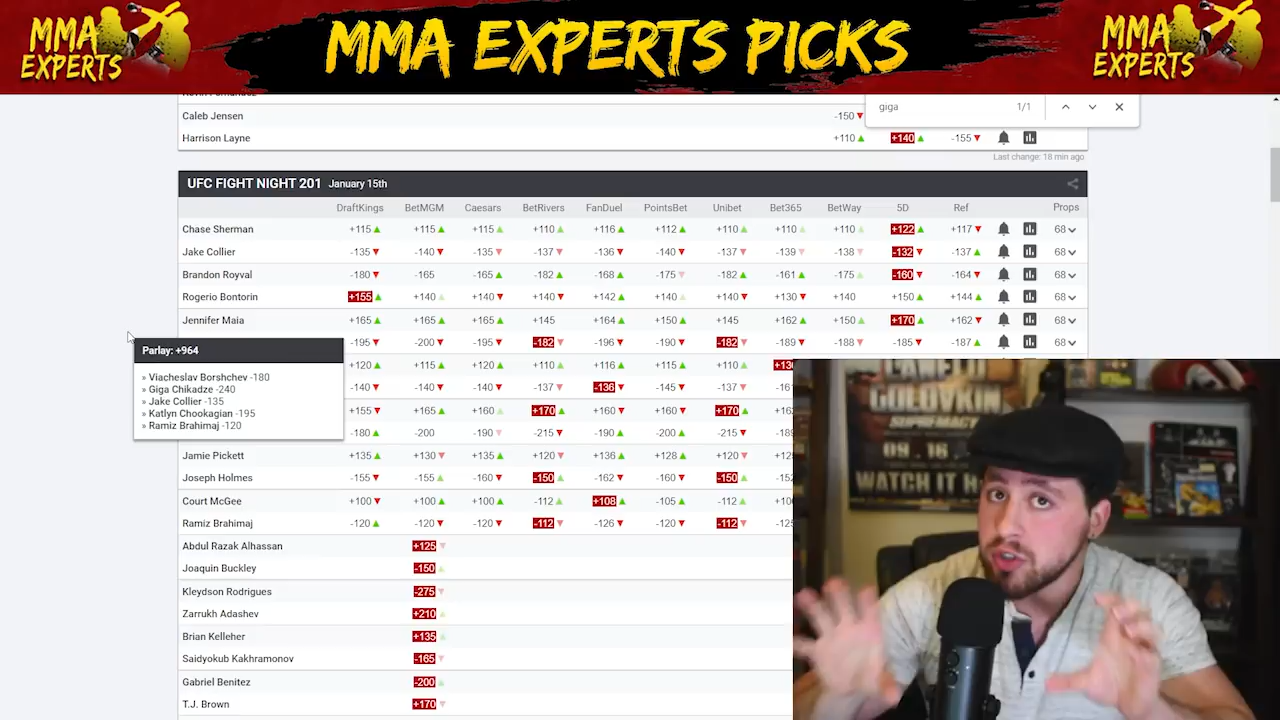 MMA EXPERTS
MMA EXPERTS PICKS
MMA EXPERTS
giga 1/1
Caleb Jensen -150
Harrison Layne +110 +140 -155
Last change: 18 min ago
UFC FIGHT NIGHT 201 January 15th
DraftKings BetMGM Caesars BetRivers FanDuel PointsBet Unibet Bet365 BetWay 5D Ref Props
Chase Sherman +115 +115 +115 +110 +116 +112 +110 +110 +110 +122 +117 68
Jake Collier -135 -140 -135 -137 -136 -140 -137 -139 -138 -132 -137 68
Brandon Royval -180 -165 -165 -182 -168 -175 -182 -161 -175 -160 -164 68
Rogerio Bontorin +155 +140 +140 +140 +142 +140 +140 +130 +140 +150 +144 68
Jennifer Maia +165 +165 +165 +145 +164 +150 +145 +162 +150 +170 +162 68
-195 -200 -195 -182 -196 -190 -182 -189 -188 -185 -187 68
Parlay: +964
» Viacheslav Borshchev -180
» Giga Chikadze -240
» Jake Collier -135
» Katlyn Chookagian -195
» Ramiz Brahimaj -120
+120 +115 +120 +110 +116 +115 +110
-140 -140 -140 -137 -136 -145 -137
+155 +165 +160 +170 +160 +160 +170
-180 -200 -190 -215 -190 -200 -215
Jamie Pickett +135 +130 +135 +120 +136 +128 +120
Joseph Holmes -155 -155 -160 -150 -162 -160 -150
Court McGee +100 +100 +100 -112 +108 -105 -112
Ramiz Brahimaj -120 -120 -120 -112 -126 -120 -112
Abdul Razak Alhassan +125
Joaquin Buckley -150
Kleydson Rodrigues -275
Zarrukh Adashev +210
Brian Kelleher +135
Saidyokub Kakhramonov -165
Gabriel Benitez -200
T.J. Brown +170
GOLOVKIN
SUPREMACY
09.16
WATCH IT